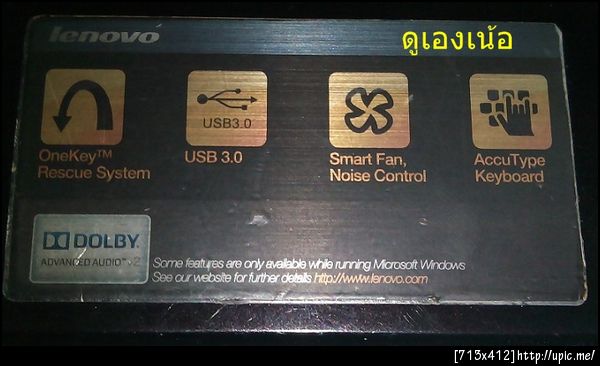 lenovo
ดูเองเน้อ
USB3.0
OneKey™
Rescue System
USB 3.0
Smart Fan,
Noise Control
AccuType
Keyboard
DOLBY
ADVANCED AUDIO™ v2
Some features are only available while running Microsoft Windows
See our website for further details http://www.lenovo.com
[713x412]http://upic.me/